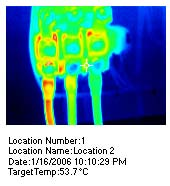 Location Number:1
Location Name:Location 2
Date:1/16/2006 10:10:29 PM
TargetTemp:53.7°C